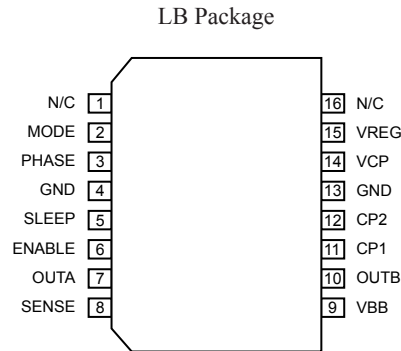 LB Package
N/C 1 16 N/C
MODE 2 15 VREG
PHASE 3 14 VCP
GND 4 13 GND
SLEEP 5 12 CP2
ENABLE 6 11 CP1
OUTA 7 10 OUTB
SENSE 8 9 VBB